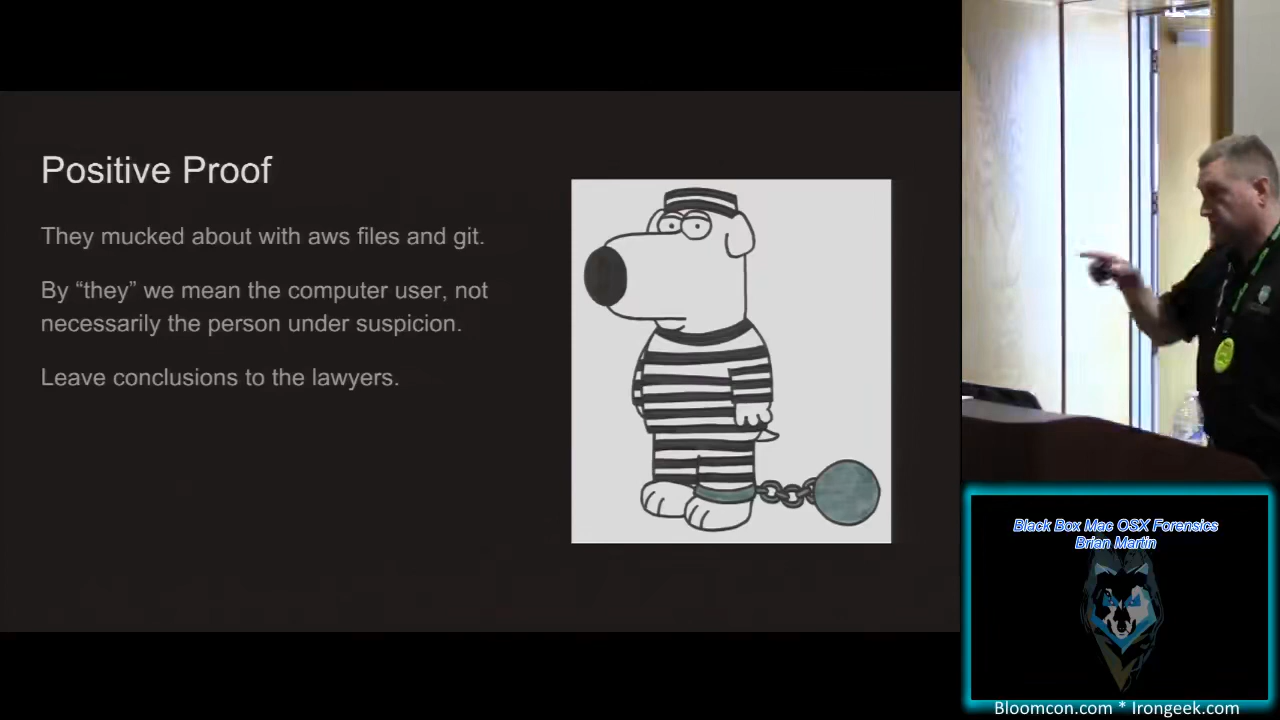 Positive Proof
They mucked about with aws files and git.
By “they” we mean the computer user, not
necessarily the person under suspicion.
Leave conclusions to the lawyers.
Black Box Mac OSX Forensics
Brian Martin
Bloomcon.com * Irongeek.com